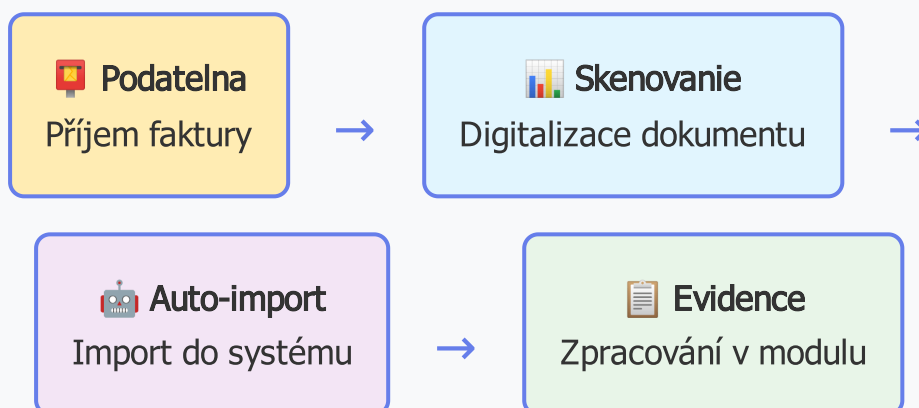 Podatelna
Příjem faktury
→
Skenovanie
Digitalizace dokumentu
→
Auto-import
Import do systému
→
Evidence
Zpracování v modulu